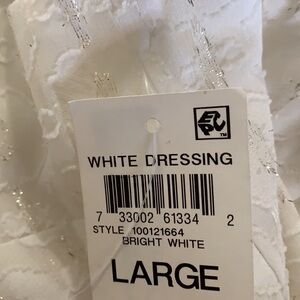 WHITE DRESSING
7 33002 61334 2
STYLE 100121664
BRIGHT WHITE
LARGE